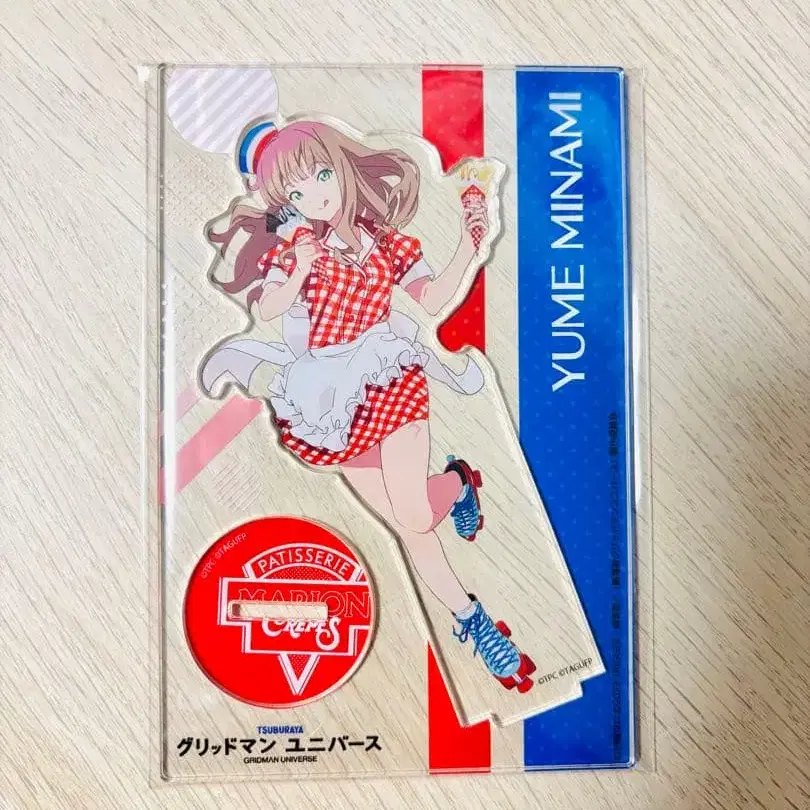 YUME MINAMI
©TPC ©TAGUFP
PATISSERIE
MARION
CREPES
©TPC ©TAGUFP
TSUBURAYA
グリッドマン ユニバース
GRIDMAN UNIVERSE